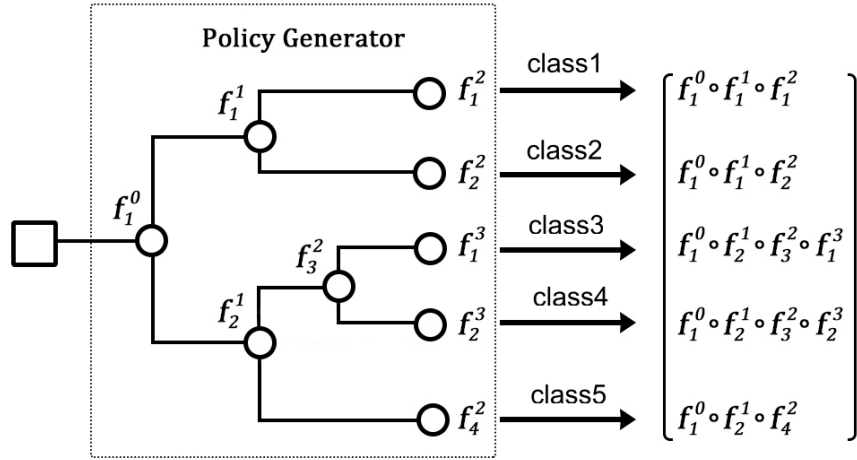 Policy Generator
f_1^1
f_1^2 class1 f_1^0∘f_1^1∘f_1^2
f_2^2 class2 f_1^0∘f_1^1∘f_2^2
f_1^0
f_3^2
f_1^3 class3 f_1^0∘f_2^1∘f_3^2∘f_1^3
f_2^1
f_2^3 class4 f_1^0∘f_2^1∘f_3^2∘f_2^3
f_4^2 class5 f_1^0∘f_2^1∘f_4^2